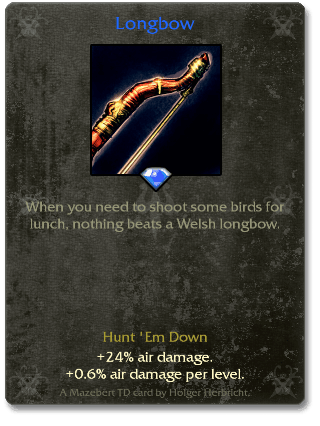 Longbow
When you need to shoot some birds for
lunch, nothing beats a Welsh longbow.
Hunt 'Em Down
+24% air damage.
+0.6% air damage per level.
A Mazebert TD card by Holger Herbricht.